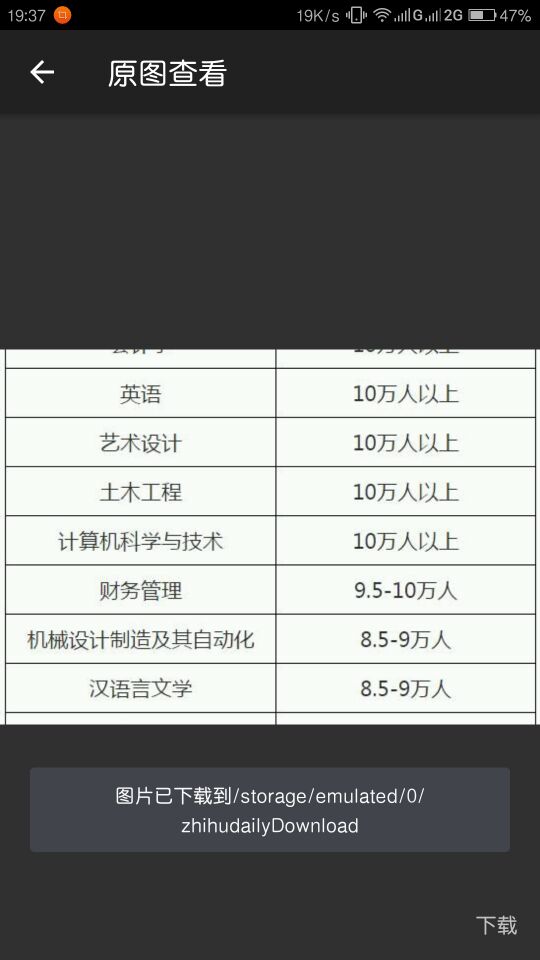 19:37 19K/s G 2G 47%
原图查看
英语 10万人以上
艺术设计 10万人以上
土木工程 10万人以上
计算机科学与技术 10万人以上
财务管理 9.5-10万人
机械设计制造及其自动化 8.5-9万人
汉语言文学 8.5-9万人
图片已下载到/storage/emulated/0/
zhihudailyDownload
下载